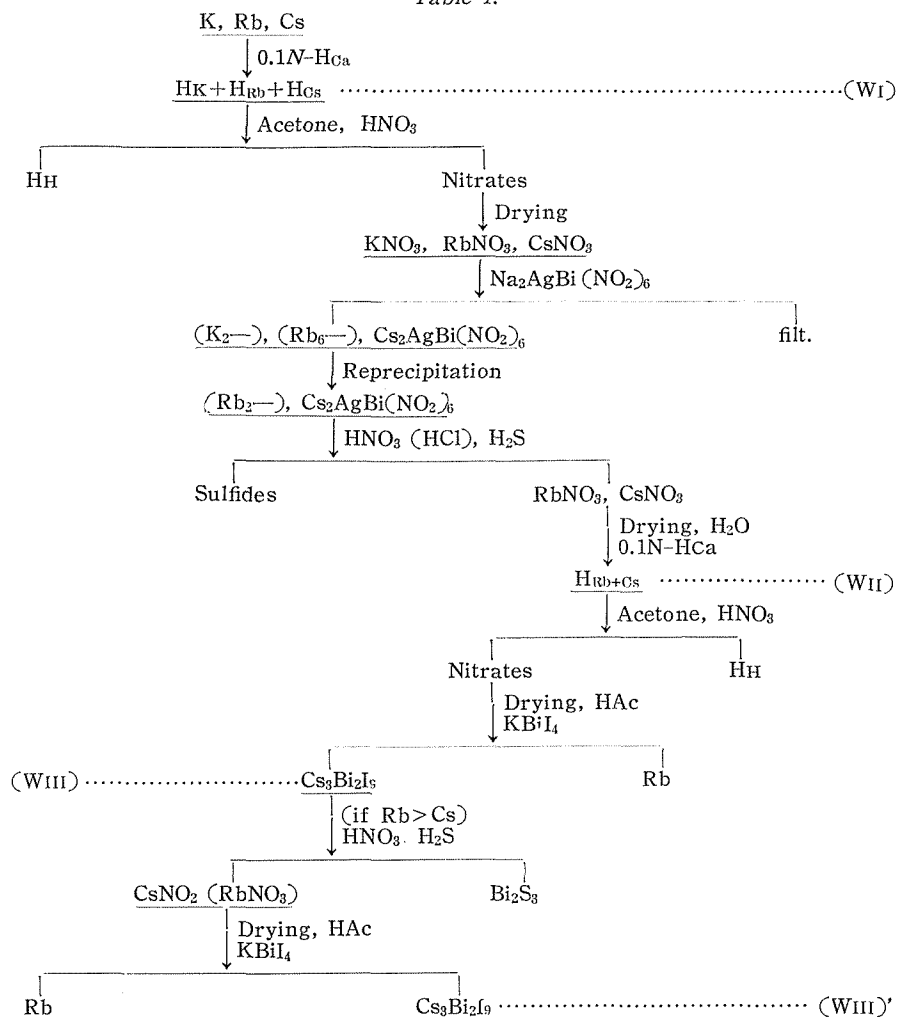 Table 1.
K, Rb, Cs
0.1N-HCa
HK+HRb+HCs ........ (WI)
Acetone, HNO₃
HH Nitrates
Drying
KNO₃, RbNO₃, CsNO₃
Na₂AgBi (NO₂)₆
(K₂—), (Rb₆—), Cs₂AgBi(NO₂)₆ filt.
Reprecipitation
(Rb₂—), Cs₂AgBi(NO₂)₆
HNO₃ (HCl), H₂S
Sulfides RbNO₃, CsNO₃
Drying, H₂O
0.1N-HCa
HRb+Cs ........ (WII)
Acetone, HNO₃
Nitrates HH
Drying, HAc
KBiI₄
(WIII) ........ Cs₃Bi₂I₉ Rb
(if Rb>Cs)
HNO₃. H₂S
CsNO₂ (RbNO₃) Bi₂S₃
Drying, HAc
KBiI₄
Rb Cs₃Bi₂I₉ ........ (WIII)′